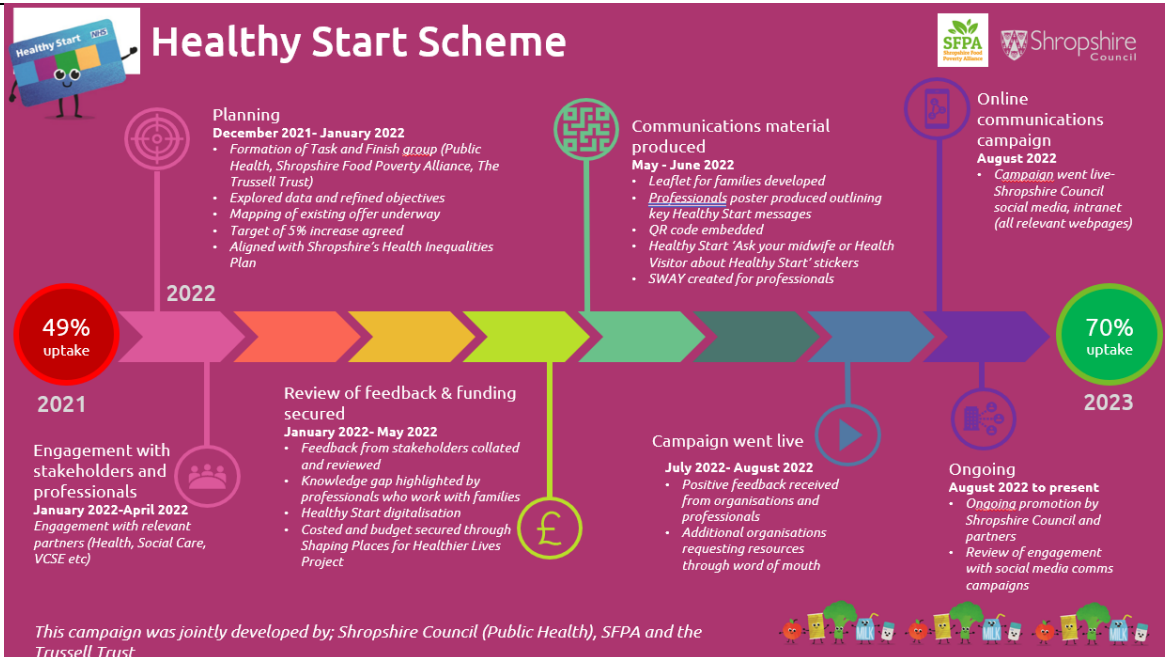 Healthy Start
NHS
Healthy Start Scheme
SFPA
Shropshire Food
Poverty Alliance
Shropshire
Council
Planning
December 2021- January 2022
• Formation of Task and Finish group (Public
Health, Shropshire Food Poverty Alliance, The
Trussell Trust)
• Explored data and refined objectives
• Mapping of existing offer underway
• Target of 5% increase agreed
• Aligned with Shropshire's Health Inequalities
Plan
Communications material
produced
May - June 2022
• Leaflet for families developed
• Professionals poster produced outlining
key Healthy Start messages
• QR code embedded
• Healthy Start 'Ask your midwife or Health
Visitor about Healthy Start' stickers
• SWAY created for professionals
Online
communications
campaign
August 2022
• Campaign went live-
Shropshire Council
social media, intranet
(all relevant webpages)
2022
49%
uptake
2021
70%
uptake
2023
Engagement with
stakeholders and
professionals
January 2022-April 2022
Engagement with relevant
partners (Health, Social Care,
VCSE etc)
Review of feedback & funding
secured
January 2022- May 2022
• Feedback from stakeholders collated
and reviewed
• Knowledge gap highlighted by
professionals who work with families
• Healthy Start digitalisation
• Costed and budget secured through
Shaping Places for Healthier Lives
Project
£
Campaign went live
July 2022- August 2022
• Positive feedback received
from organisations and
professionals
• Additional organisations
requesting resources
through word of mouth
Ongoing
August 2022 to present
• Ongoing promotion by
Shropshire Council and
partners
• Review of engagement
with social media comms
campaigns
This campaign was jointly developed by; Shropshire Council (Public Health), SFPA and the
Trussell Trust
MILK
MILK
MILK